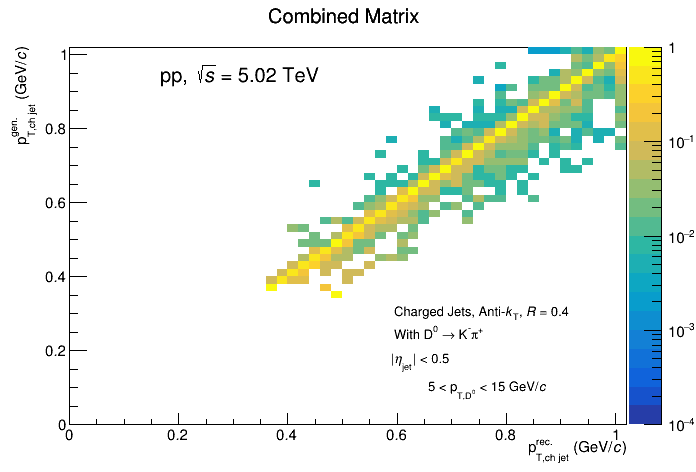 Combined Matrix
pp, √s = 5.02 TeV
p^gen._T,ch jet (GeV/c)
1
0.8
0.6
0.4
0.2
0
Charged Jets, Anti-k_T, R = 0.4
With D^0 → K^-π^+
|η_jet| < 0.5
5 < p_T,D^0 < 15 GeV/c
0
0.2
0.4
0.6
0.8
1
p^rec._T,ch jet (GeV/c)
1
10^−1
10^−2
10^−3
10^−4